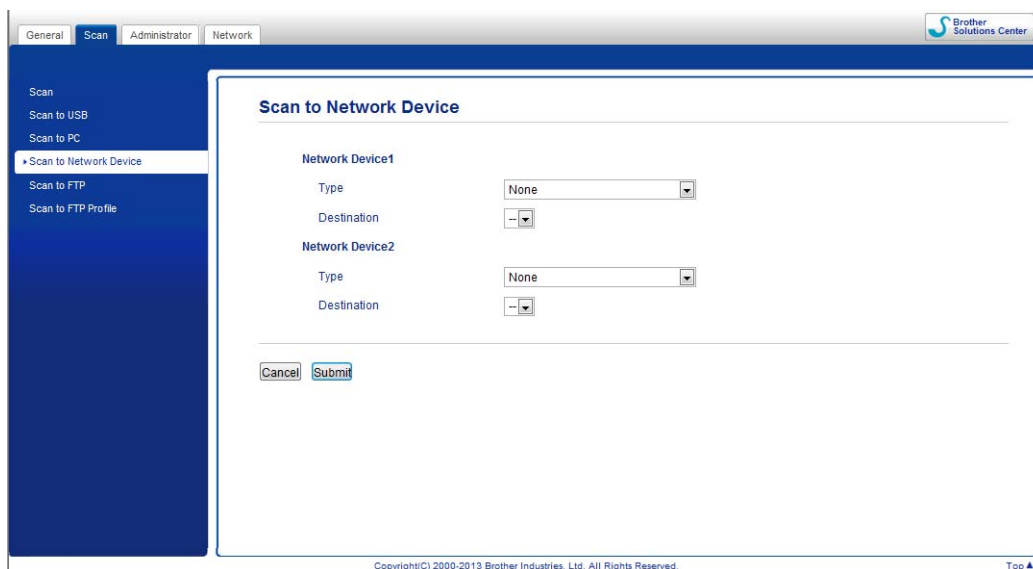 General Scan Administrator Network
Brother
Solutions Center
Scan
Scan to USB
Scan to PC
Scan to Network Device
Scan to FTP
Scan to FTP Profile
Scan to Network Device
Network Device1
Type None
Destination --
Network Device2
Type None
Destination --
Cancel Submit
Copyright(C) 2000-2013 Brother Industries, Ltd. All Rights Reserved. Top▲